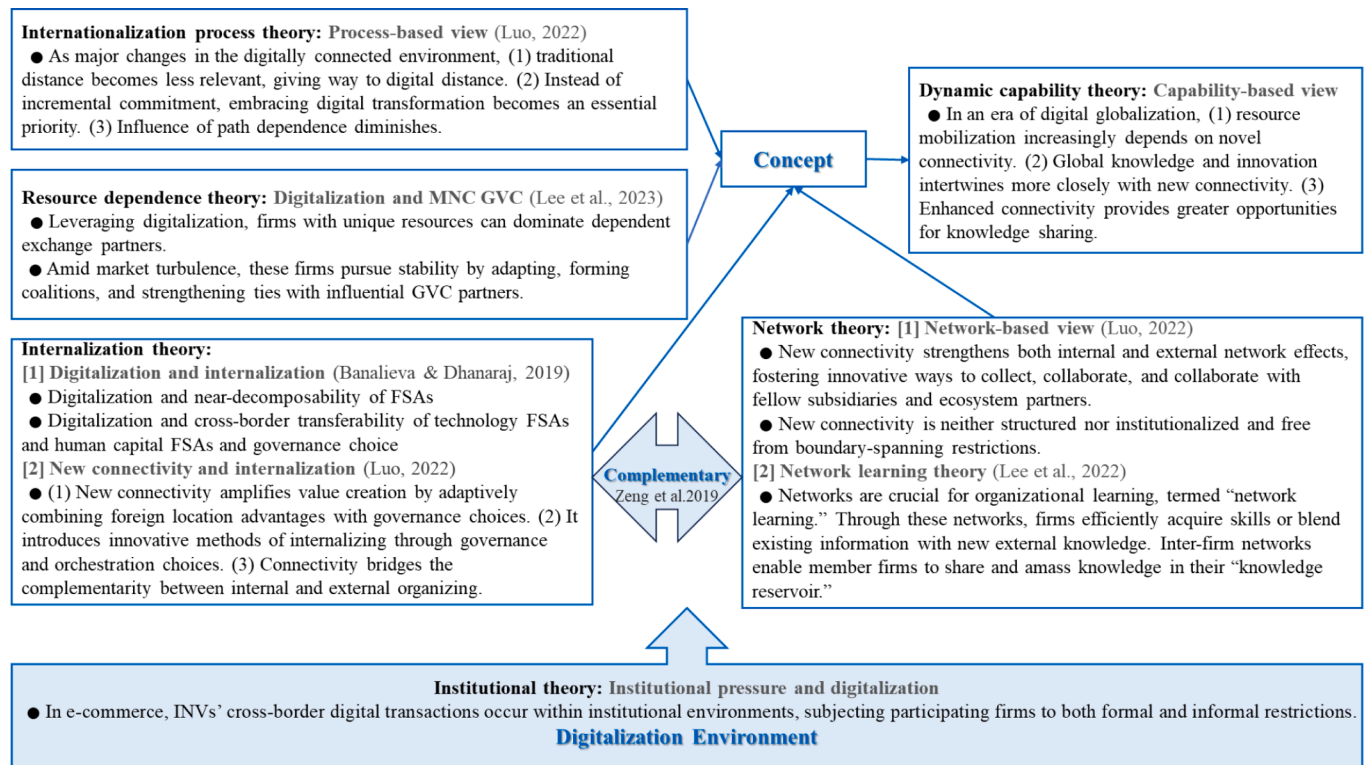 Internationalization process theory: Process-based view (Luo, 2022)
● As major changes in the digitally connected environment, (1) traditional
distance becomes less relevant, giving way to digital distance. (2) Instead of
incremental commitment, embracing digital transformation becomes an essential
priority. (3) Influence of path dependence diminishes.
Resource dependence theory: Digitalization and MNC GVC (Lee et al., 2023)
● Leveraging digitalization, firms with unique resources can dominate dependent
exchange partners.
● Amid market turbulence, these firms pursue stability by adapting, forming
coalitions, and strengthening ties with influential GVC partners.
Concept
Dynamic capability theory: Capability-based view
● In an era of digital globalization, (1) resource
mobilization increasingly depends on novel
connectivity. (2) Global knowledge and innovation
intertwines more closely with new connectivity. (3)
Enhanced connectivity provides greater opportunities
for knowledge sharing.
Internalization theory:
[1] Digitalization and internalization (Banalieva & Dhanaraj, 2019)
● Digitalization and near-decomposability of FSAs
● Digitalization and cross-border transferability of technology FSAs
and human capital FSAs and governance choice
[2] New connectivity and internalization (Luo, 2022)
● (1) New connectivity amplifies value creation by adaptively
combining foreign location advantages with governance choices. (2) It
introduces innovative methods of internalizing through governance
and orchestration choices. (3) Connectivity bridges the
complementarity between internal and external organizing.
Complementary
Zeng et al.2019
Network theory: [1] Network-based view (Luo, 2022)
● New connectivity strengthens both internal and external network effects,
fostering innovative ways to collect, collaborate, and collaborate with
fellow subsidiaries and ecosystem partners.
● New connectivity is neither structured nor institutionalized and free
from boundary-spanning restrictions.
[2] Network learning theory (Lee et al., 2022)
● Networks are crucial for organizational learning, termed “network
learning.” Through these networks, firms efficiently acquire skills or blend
existing information with new external knowledge. Inter-firm networks
enable member firms to share and amass knowledge in their “knowledge
reservoir.”
Institutional theory: Institutional pressure and digitalization
● In e-commerce, INVs’ cross-border digital transactions occur within institutional environments, subjecting participating firms to both formal and informal restrictions.
Digitalization Environment